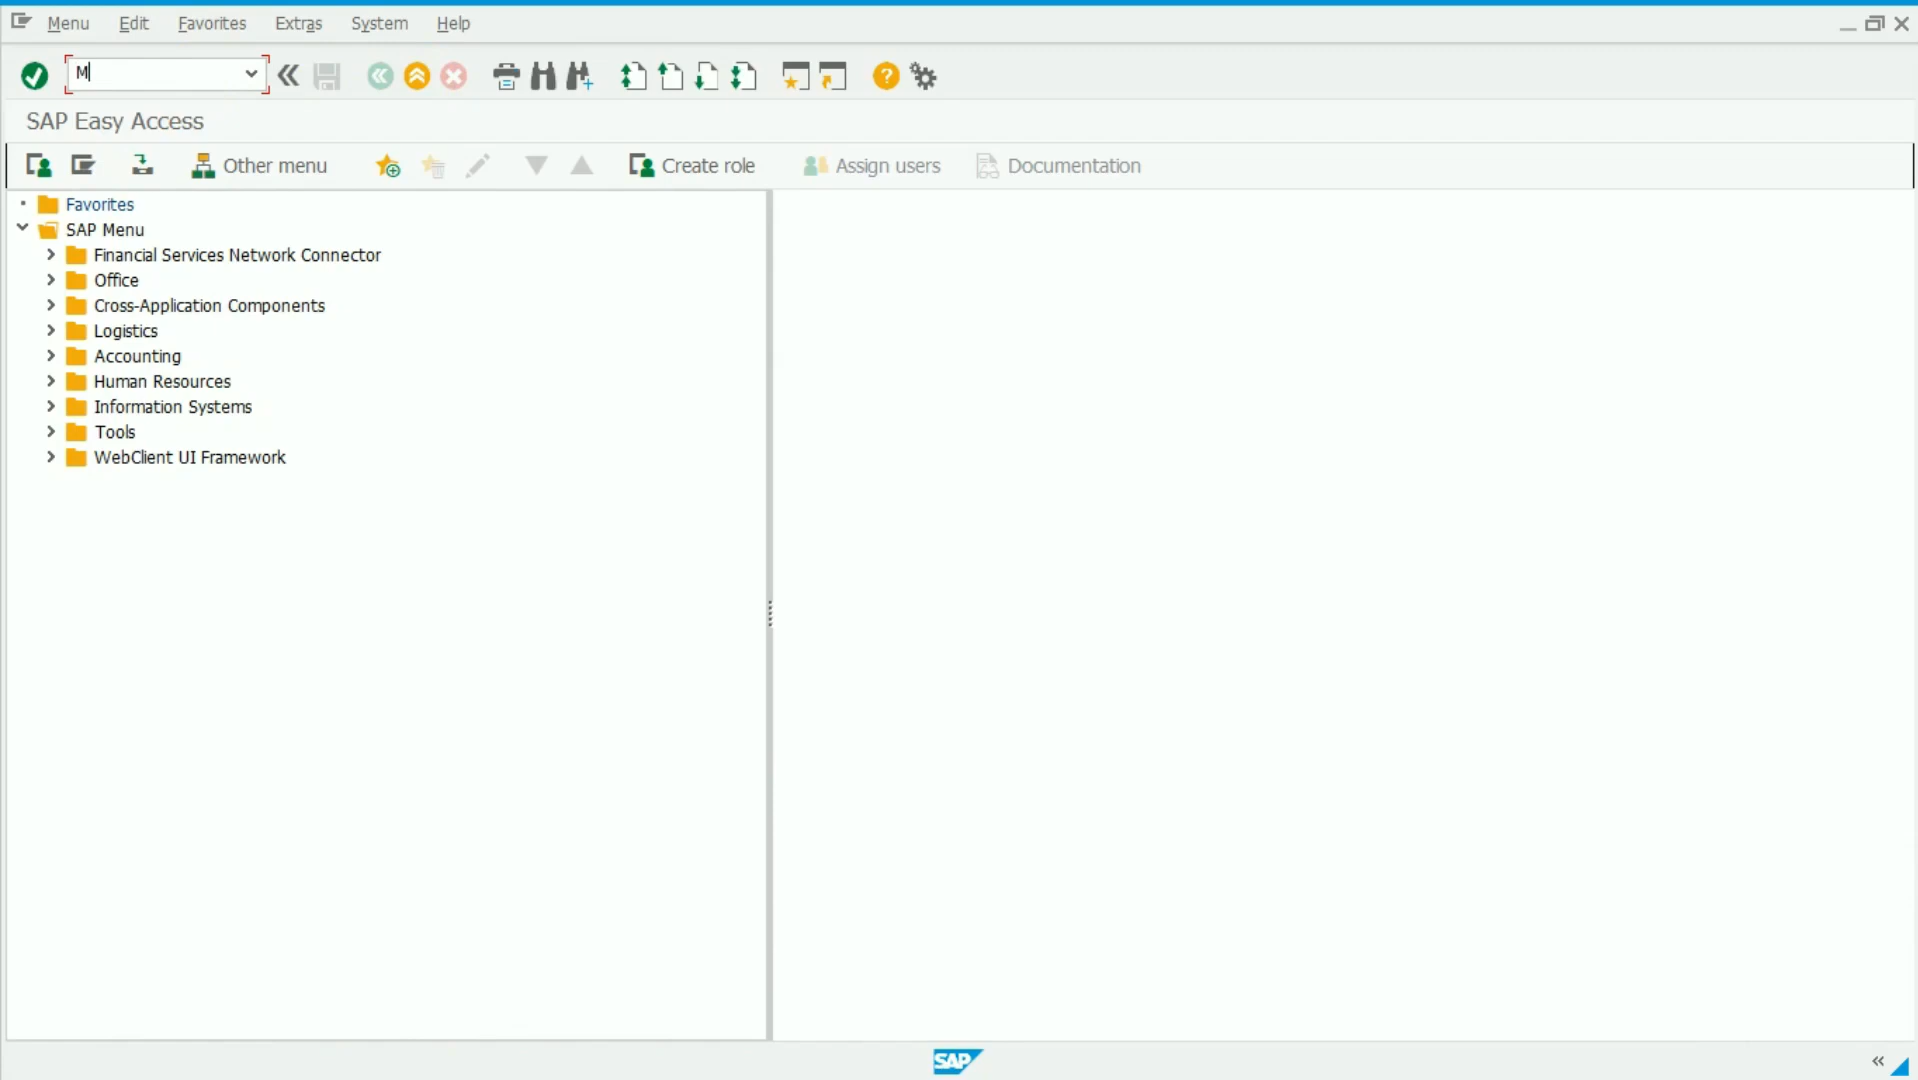 Menu Edit Favorites Extras System Help
M
SAP Easy Access
Other menu Create role Assign users Documentation
Favorites
SAP Menu
Financial Services Network Connector
Office
Cross-Application Components
Logistics
Accounting
Human Resources
Information Systems
Tools
WebClient UI Framework
SAP